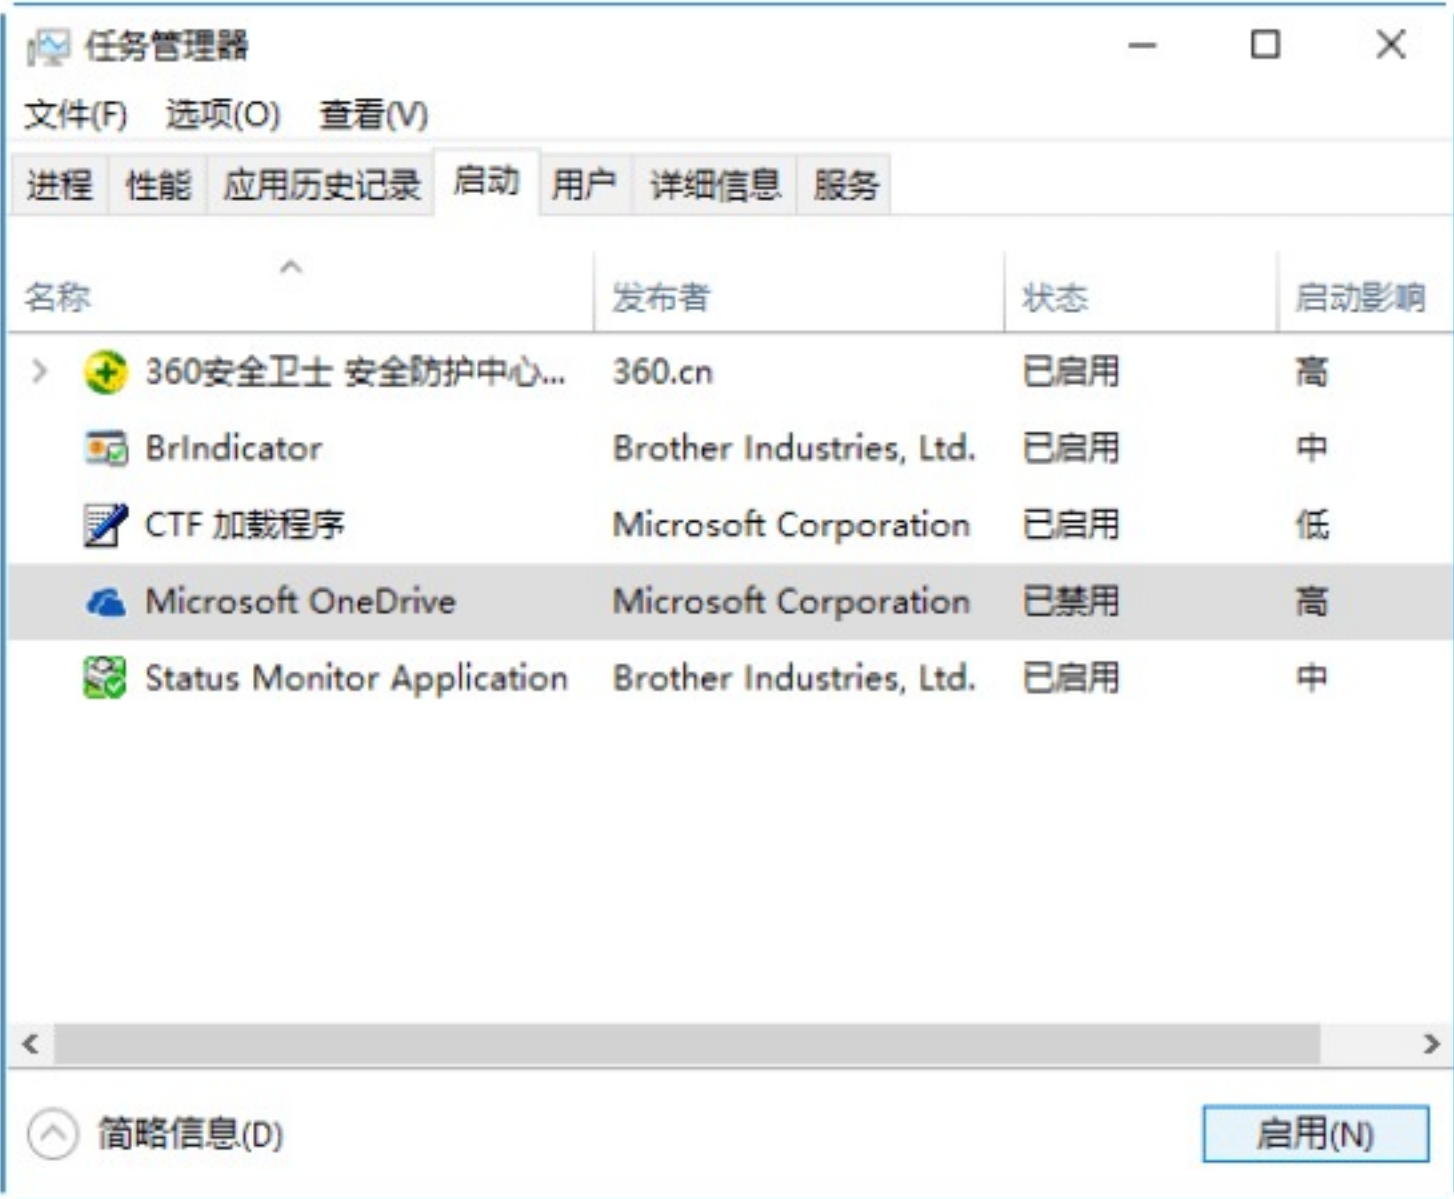 任务管理器
文件(F) 选项(O) 查看(V)
进程 性能 应用历史记录 启动 用户 详细信息 服务
名称 发布者 状态 启动影响
360安全卫士 安全防护中心... 360.cn 已启用 高
BrIndicator Brother Industries, Ltd. 已启用 中
CTF 加载程序 Microsoft Corporation 已启用 低
Microsoft OneDrive Microsoft Corporation 已禁用 高
Status Monitor Application Brother Industries, Ltd. 已启用 中
简略信息(D) 启用(N)